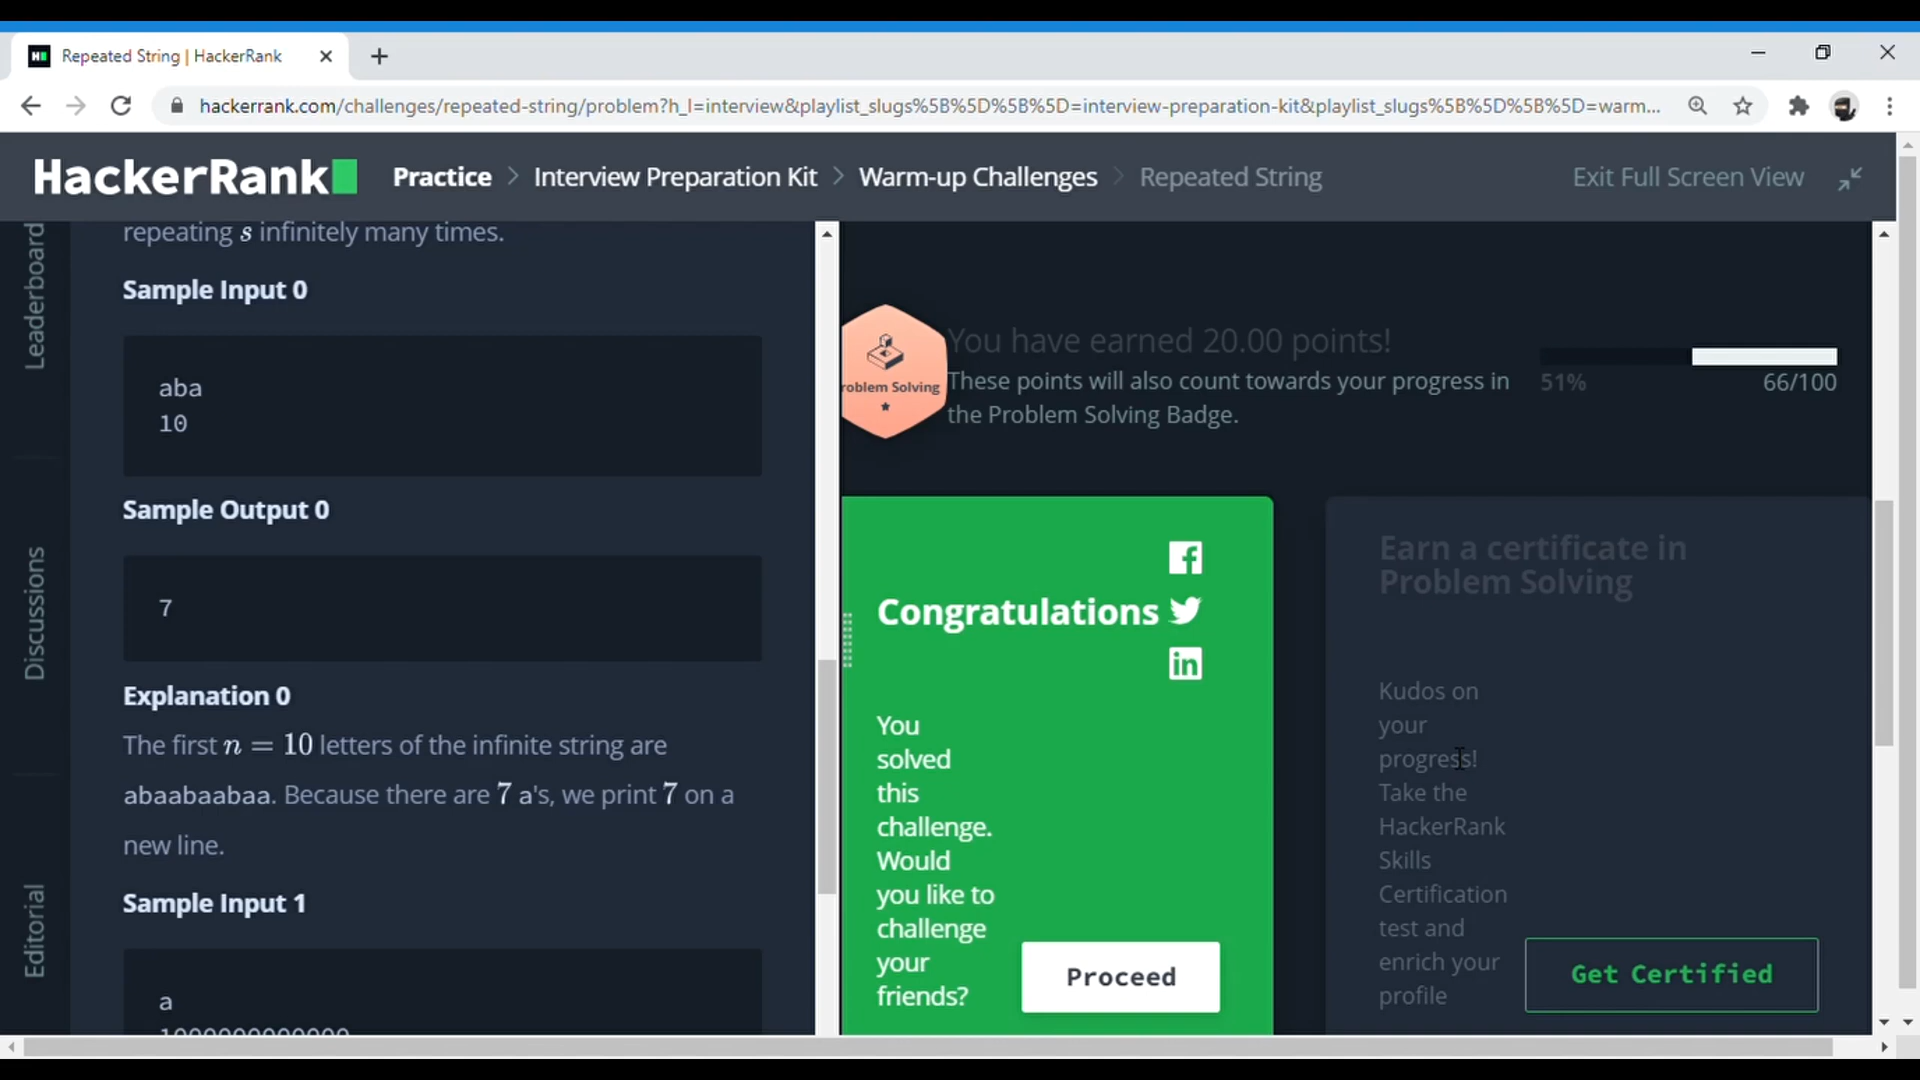 Repeated String | HackerRank
hackerrank.com/challenges/repeated-string/problem?h_l=interview&playlist_slugs%5B%5D%5B%5D=interview-preparation-kit&playlist_slugs%5B%5D%5B%5D=warm...
HackerRank
Practice > Interview Preparation Kit > Warm-up Challenges > Repeated String
Exit Full Screen View
Leaderboard
Discussions
Editorial
repeating s infinitely many times.
Sample Input 0
aba
10
Sample Output 0
7
Explanation 0
The first n = 10 letters of the infinite string are
abaabaabaa. Because there are 7 a's, we print 7 on a
new line.
Sample Input 1
a
1000000000000
roblem Solving
You have earned 20.00 points!
These points will also count towards your progress in
the Problem Solving Badge.
51%
66/100
Congratulations
You
solved
this
challenge.
Would
you like to
challenge
your
friends?
Proceed
Earn a certificate in
Problem Solving
Kudos on
your
progress!
Take the
HackerRank
Skills
Certification
test and
enrich your
profile
Get Certified